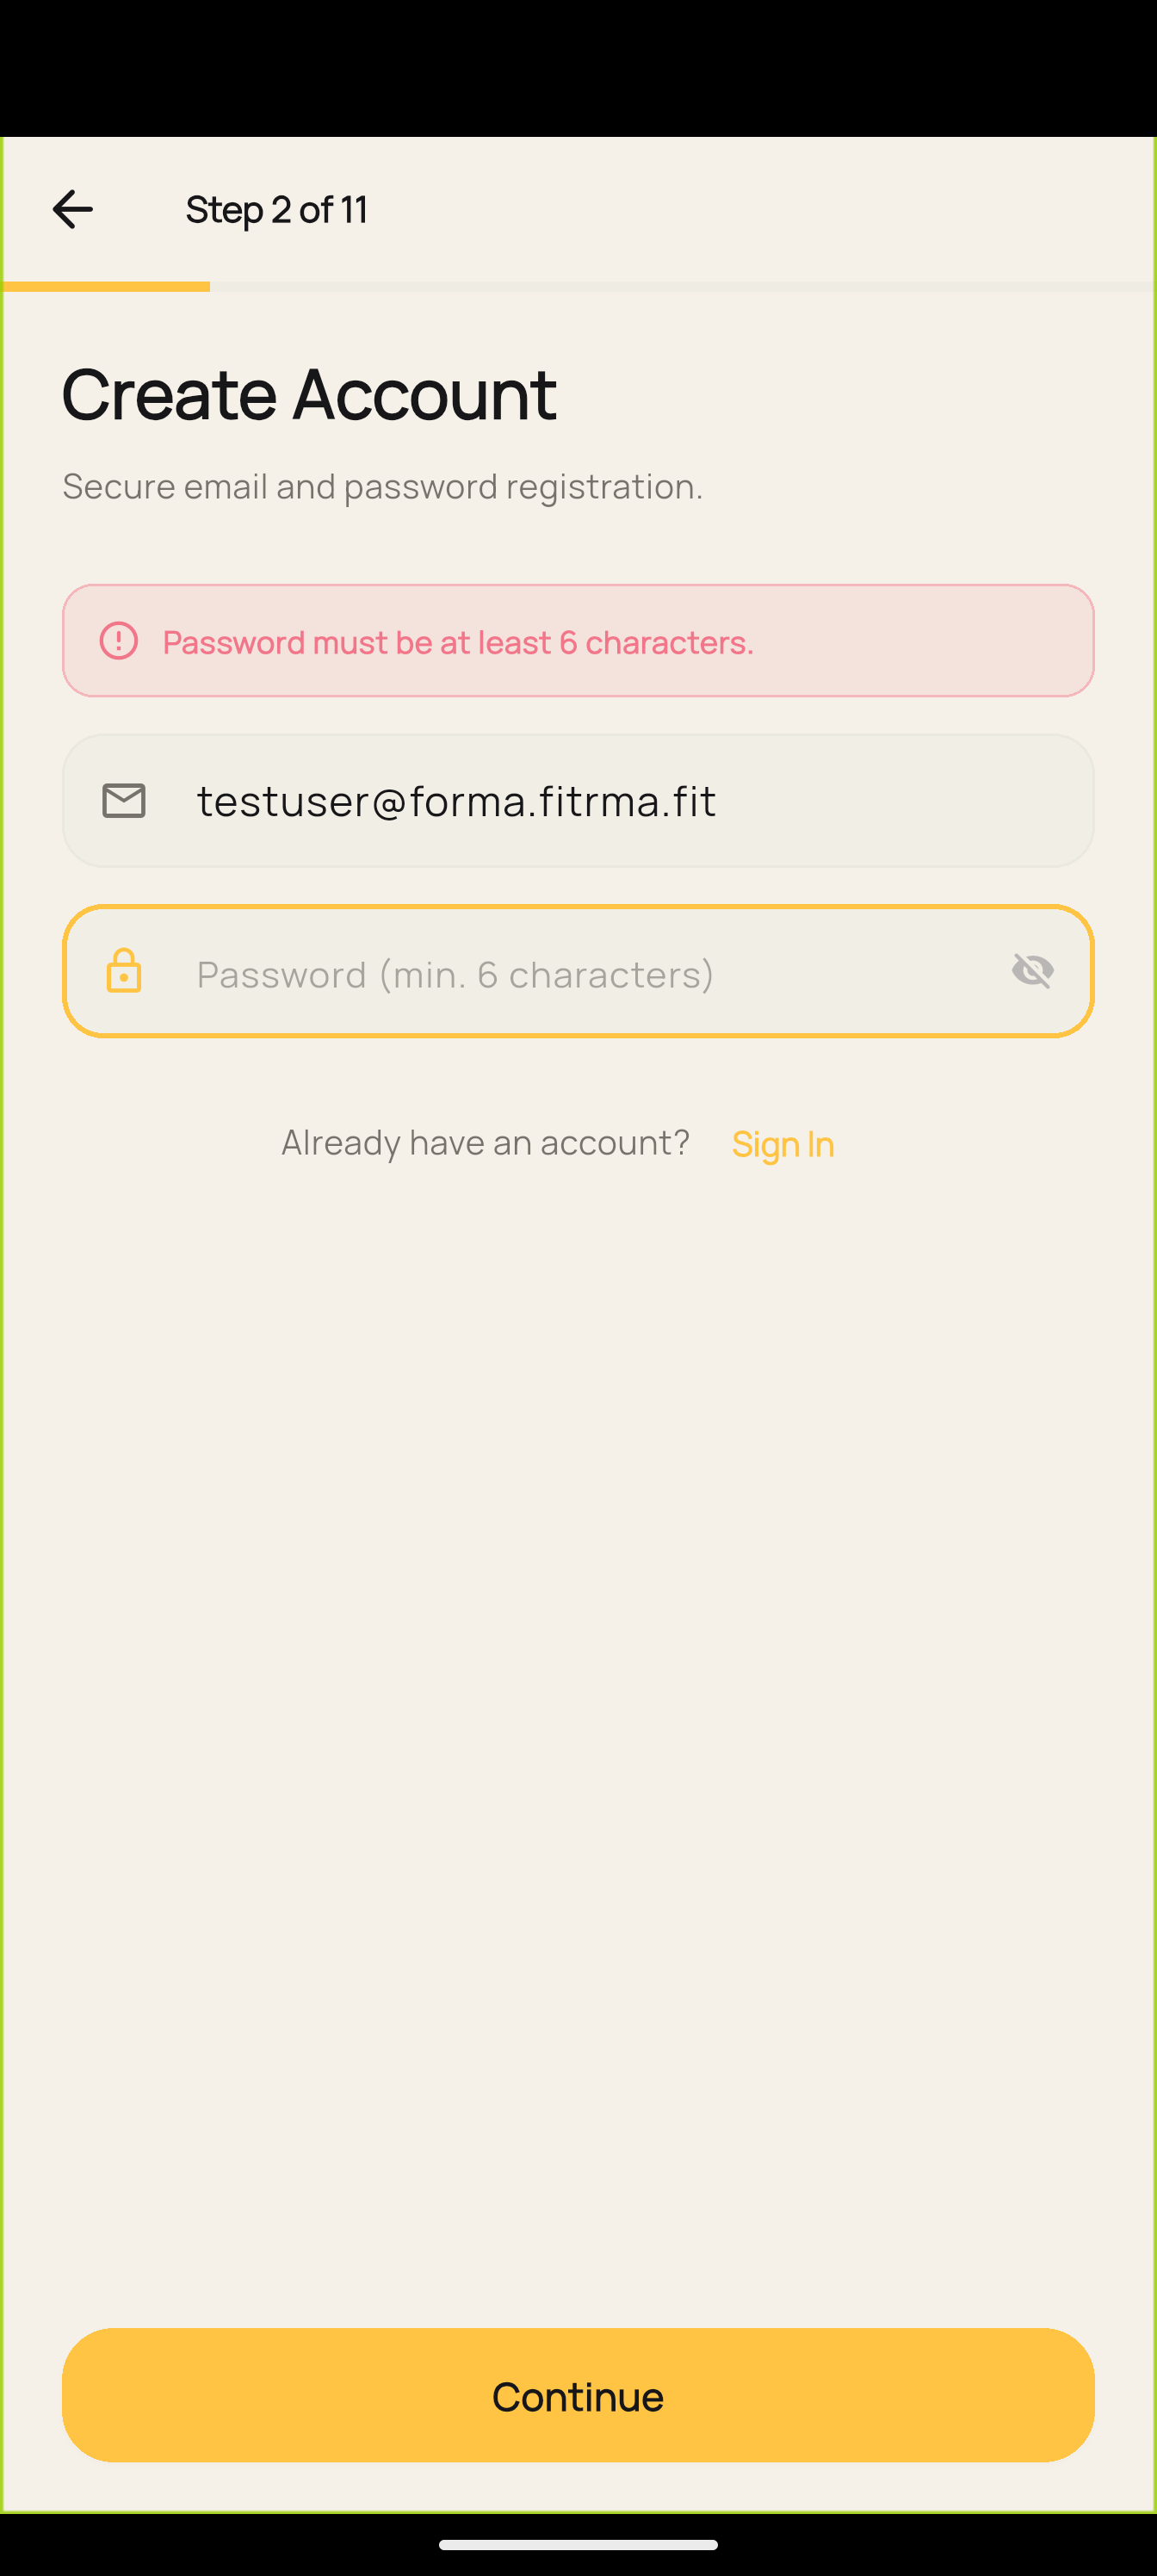 Step 2 of 11
Create Account
Secure email and password registration.
Password must be at least 6 characters.
testuser@forma.fitrma.fit
Password (min. 6 characters)
Already have an account? Sign In
Continue